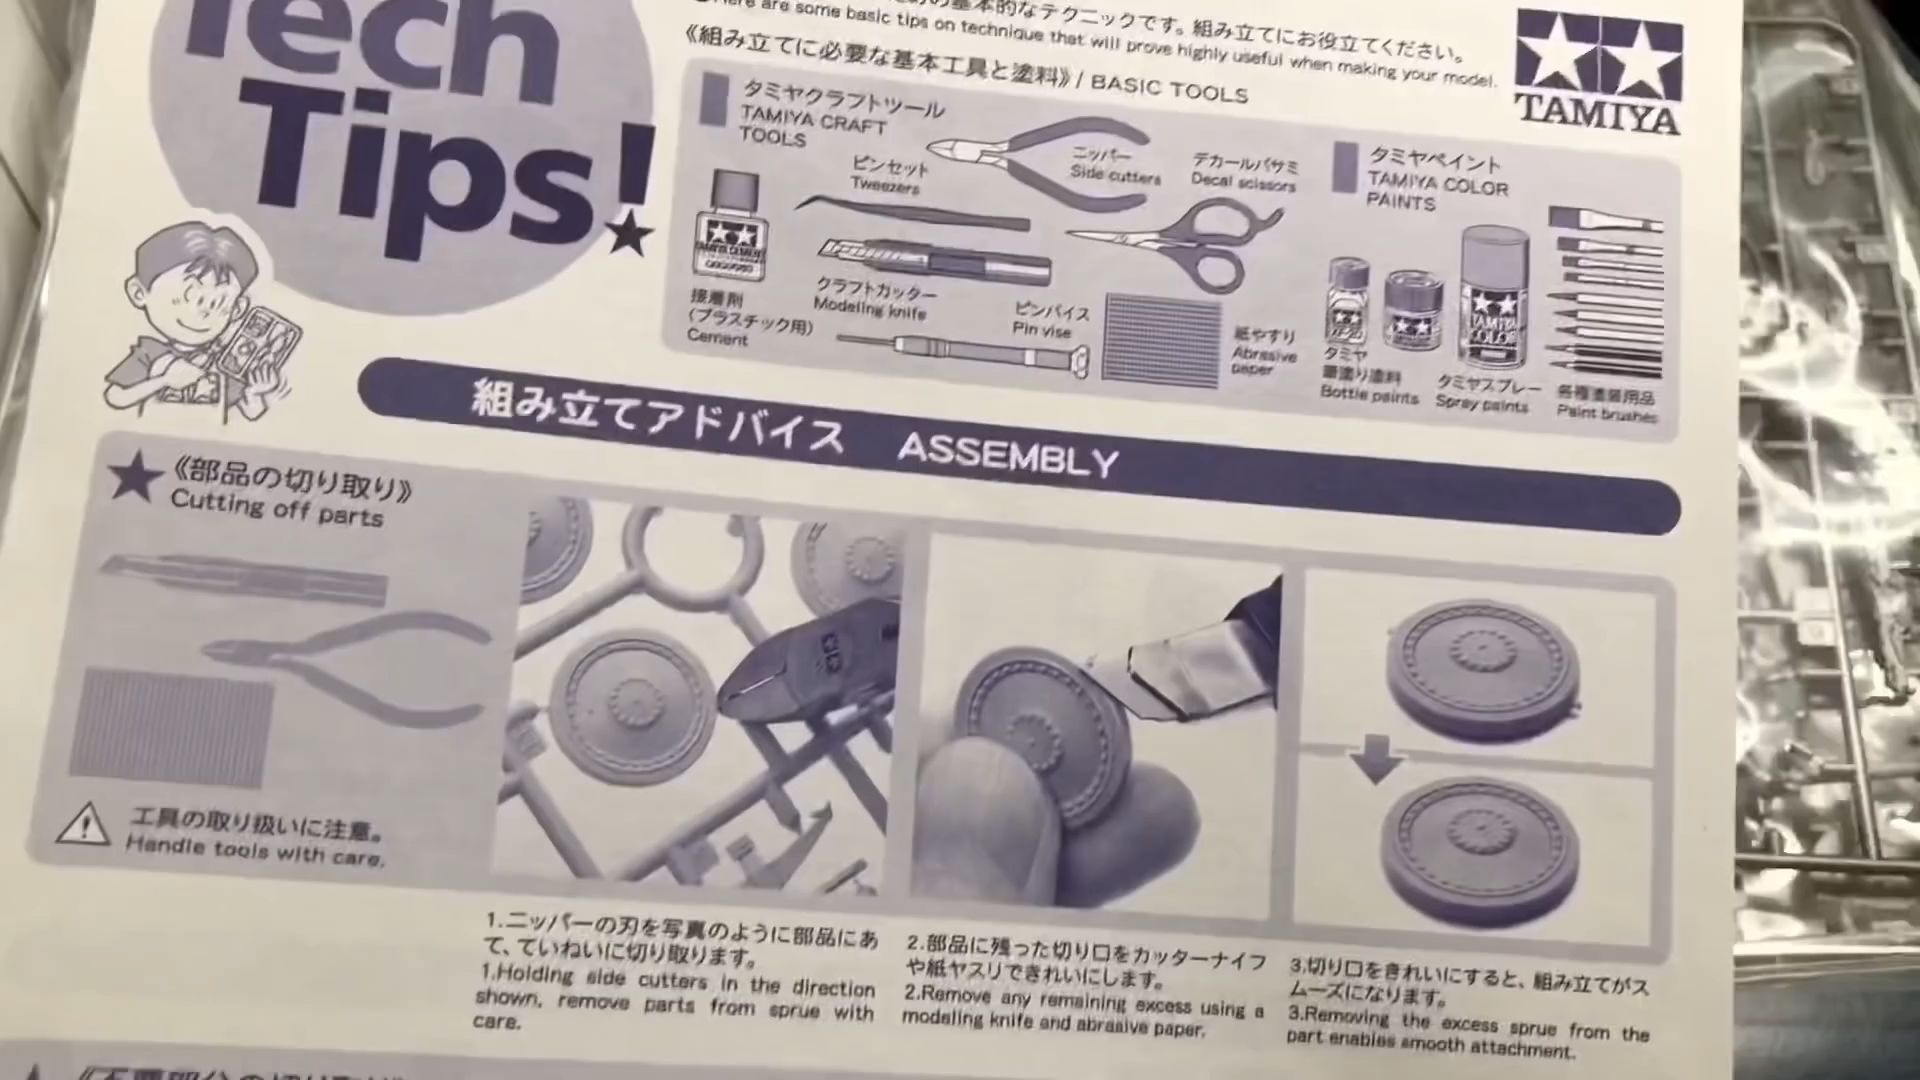 Tech
Tips!
基本的なテクニックです。組み立てにお役立てください。
here are some basic tips on technique that will prove highly useful when making your model.
TAMIYA
《組み立てに必要な基本工具と塗料》/ BASIC TOOLS
タミヤクラフトツール
TAMIYA CRAFT
TOOLS
ピンセット
Tweezers
ニッパー
Side cutters
デカールバサミ
Decal scissors
クラフトカッター
Modeling knife
接着剤
(プラスチック用)
Cement
ピンバイス
Pin vise
紙やすり
Abrasive
paper
タミヤペイント
TAMIYA COLOR
PAINTS
タミヤ
筆塗り塗料
Bottle paints
タミヤスプレー
Spray paints
各種塗装用品
Paint brushes
TAMIYA
COLOR
組み立てアドバイス ASSEMBLY
《部品の切り取り》
Cutting off parts
工具の取り扱いに注意。
Handle tools with care.
1.ニッパーの刃を写真のように部品にあ
て、ていねいに切り取ります。
1.Holding side cutters in the direction
shown, remove parts from sprue with
care.
2.部品に残った切り口をカッターナイフ
や紙ヤスリできれいにします。
2.Remove any remaining excess using a
modeling knife and abrasive paper.
3.切り口をきれいにすると、組み立てがス
ムーズになります。
3.Removing the excess sprue from the
part enables smooth attachment.